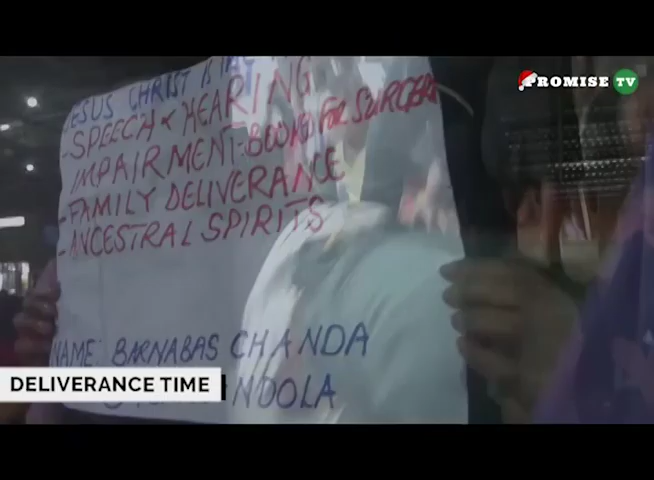 PROMISE TV
JESUS CHRIST
-SPEECH & HEARING
IMPAIRMENT-BOOKED FOR SURGERY
-FAMILY DELIVERANCE
-ANCESTRAL SPIRITS
NAME: BARNABAS CHANDA
NDOLA
DELIVERANCE TIME